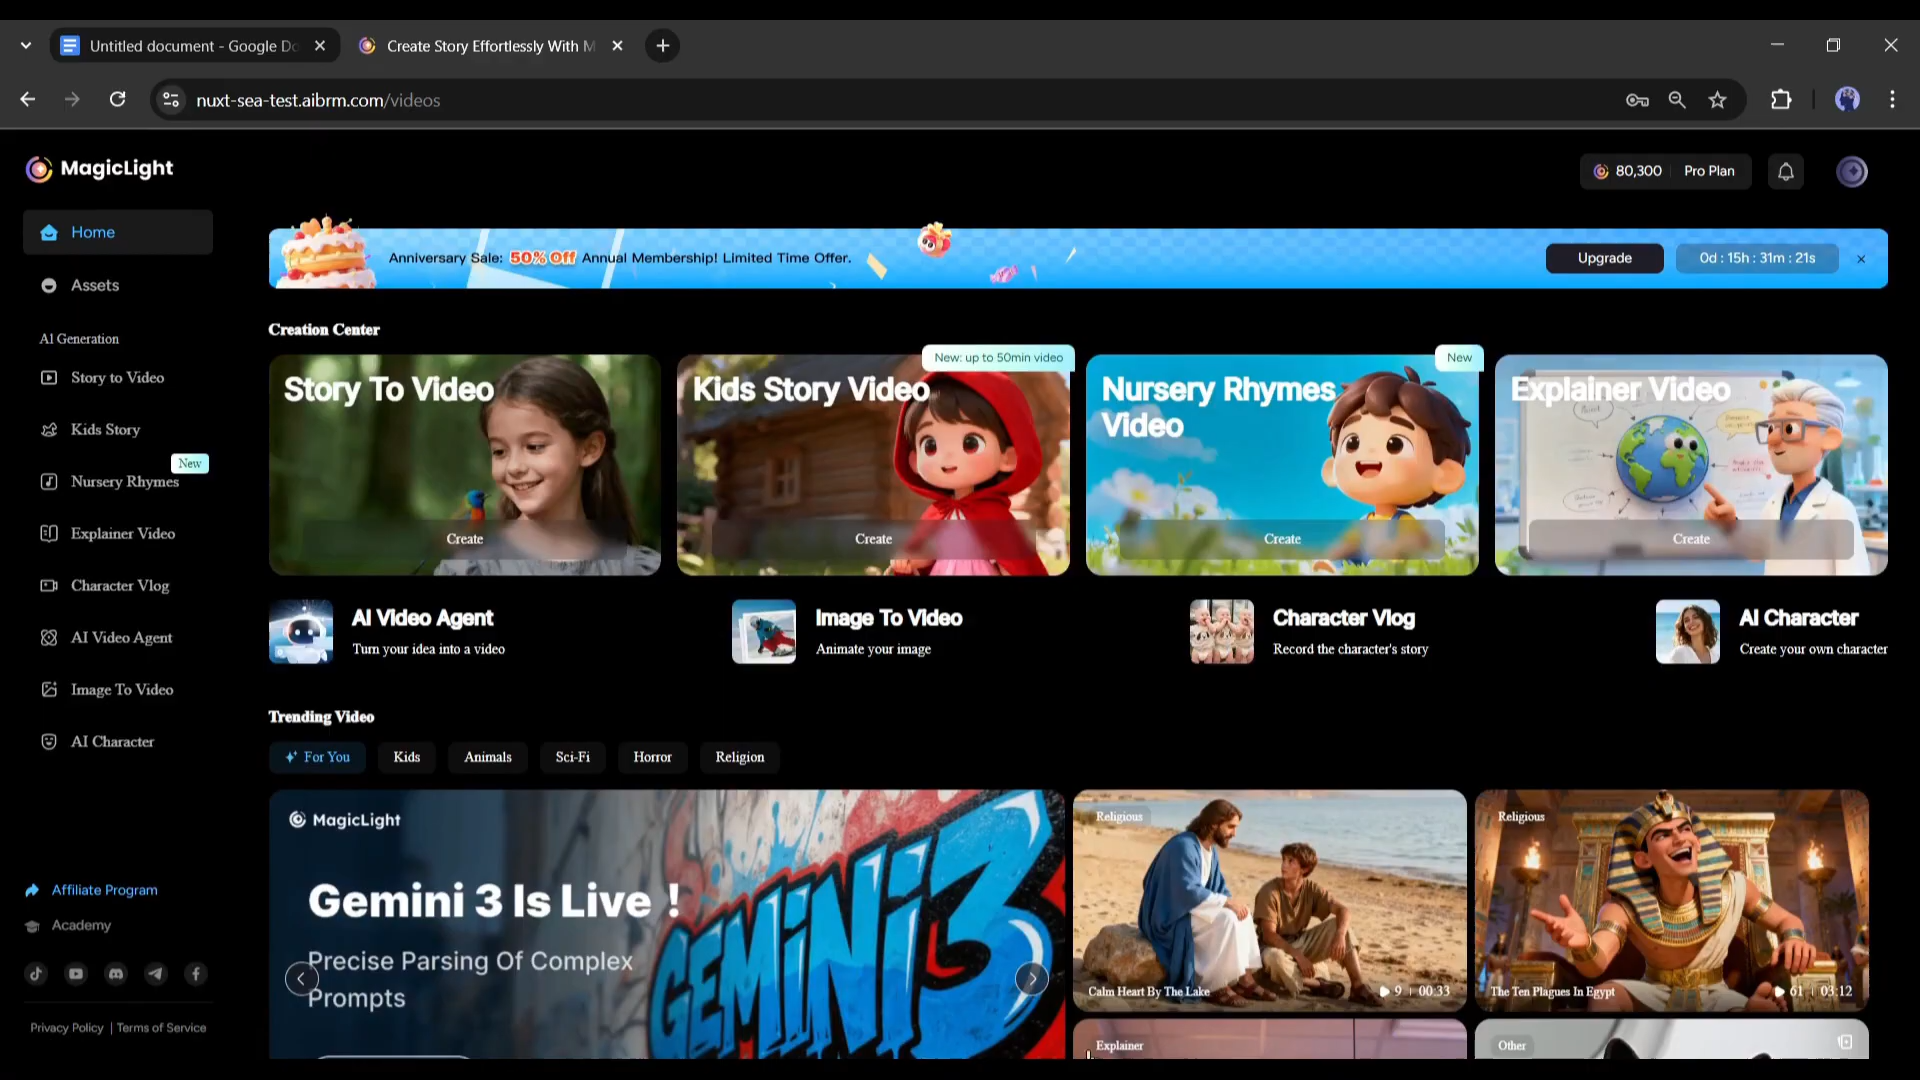 Untitled document - Google Do
Create Story Effortlessly With M
nuxt-sea-test.aibrm.com/videos
MagicLight
80,300
Pro Plan
Home
Assets
AI Generation
Story to Video
Kids Story
New
Nursery Rhymes
Explainer Video
Character Vlog
AI Video Agent
Image To Video
AI Character
Affiliate Program
Academy
Privacy Policy | Terms of Service
Anniversary Sale: 50% Off Annual Membership! Limited Time Offer.
Upgrade
0d : 15h : 31m : 21s
Creation Center
Story To Video
Create
New: up to 50min video
Kids Story Video
Create
New
Nursery Rhymes
Video
Create
Explainer Video
Create
AI Video Agent
Turn your idea into a video
Image To Video
Animate your image
Character Vlog
Record the character's story
AI Character
Create your own character
Trending Video
For You
Kids
Animals
Sci-Fi
Horror
Religion
MagicLight
Gemini 3 Is Live !
Precise Parsing Of Complex
Prompts
GEMiNi3
Religious
Calm Heart By The Lake
9 | 00:33
Religious
The Ten Plagues In Egypt
61 | 03:12
Explainer
Other